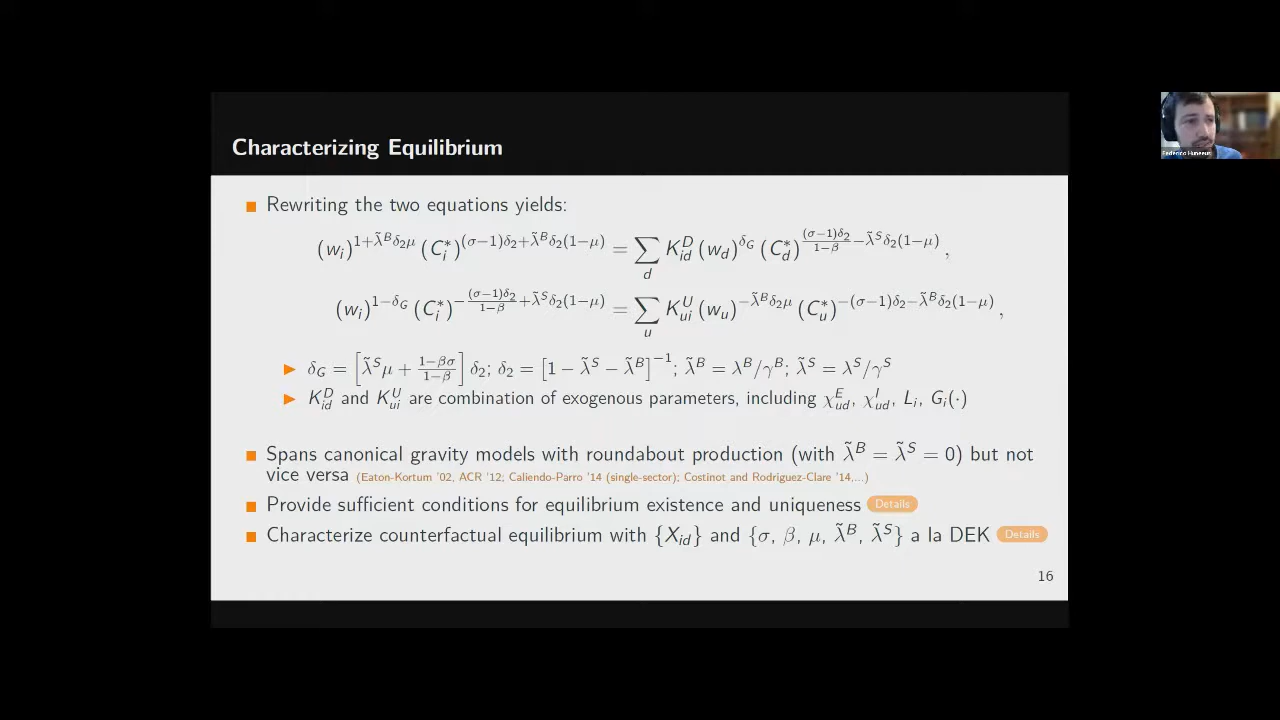 Characterizing Equilibrium
Federico Huneeus
Rewriting the two equations yields:
(w_i)^{1+λ̃^B δ_2 μ} (C_i^*)^{(σ−1)δ_2+λ̃^B δ_2(1−μ)} = ∑_d K_{id}^D (w_d)^{δ_G} (C_d^*)^{\frac{(σ−1)δ_2}{1−β}−λ̃^S δ_2(1−μ)},
(w_i)^{1−δ_G} (C_i^*)^{−\frac{(σ−1)δ_2}{1−β}+λ̃^S δ_2(1−μ)} = ∑_u K_{ui}^U (w_u)^{−λ̃^B δ_2 μ} (C_u^*)^{−(σ−1)δ_2−λ̃^B δ_2(1−μ)},
δ_G = [λ̃^S μ + \frac{1−βσ}{1−β}] δ_2; δ_2 = [1 − λ̃^S − λ̃^B]^{−1}; λ̃^B = λ^B/γ^B; λ̃^S = λ^S/γ^S
K_{id}^D and K_{ui}^U are combination of exogenous parameters, including χ_{ud}^E, χ_{ud}^I, L_i, G_i(·)
Spans canonical gravity models with roundabout production (with λ̃^B = λ̃^S = 0) but not
vice versa (Eaton-Kortum '02, ACR '12; Caliendo-Parro '14 (single-sector); Costinot and Rodriguez-Clare '14,...)
Provide sufficient conditions for equilibrium existence and uniqueness Details
Characterize counterfactual equilibrium with {X_{id}} and {σ, β, μ, λ̃^B, λ̃^S} a la DEK Details
16